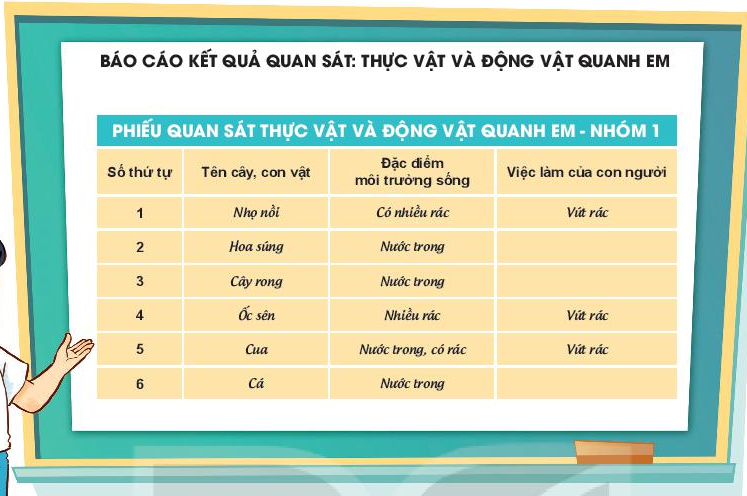 BÁO CÁO KẾT QUẢ QUAN SÁT: THỰC VẬT VÀ ĐỘNG VẬT QUANH EM
PHIẾU QUAN SÁT THỰC VẬT VÀ ĐỘNG VẬT QUANH EM - NHÓM 1
Số thứ tự Tên cây, con vật Đặc điểm môi trường sống Việc làm của con người
1 Nhọ nồi Có nhiều rác Vứt rác
2 Hoa súng Nước trong
3 Cây rong Nước trong
4 Ốc sên Nhiều rác Vứt rác
5 Cua Nước trong, có rác Vứt rác
6 Cá Nước trong